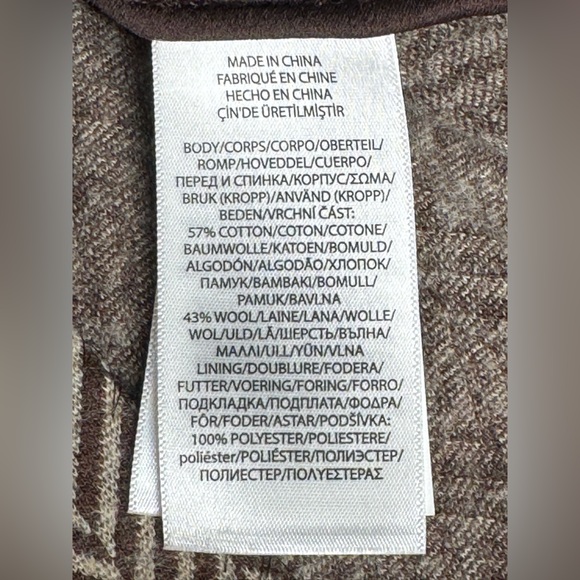 MADE IN CHINA
FABRIQUÉ EN CHINE
HECHO EN CHINA
ÇİN'DE ÜRETİLMİŞTİR
BODY/CORPS/CORPO/OBERTEIL/
ROMP/HOVEDDEL/CUERPO/
ПЕРЕД И СПИНКА/КОРПУС/ΣΩΜΑ/
BRUK (KROPP)/ANVÄND (KROPP)/
BEDEN/VRCHNÍ ČÁST:
57% COTTON/COTON/COTONE/
BAUMWOLLE/KATOEN/BOMULD/
ALGODÓN/ALGODÃO/ХЛОПОК/
ПАМУК/BAMBAKI/BOMULL/
PAMUK/BAVLNA
43% WOOL/LAINE/LANA/WOLLE/
WOL/ULD/LÃ/ШЕРСТЬ/ВЪЛНА/
ΜΑΛΛΙ/ULL/YÜN/VLNA
LINING/DOUBLURE/FODERA/
FUTTER/VOERING/FORING/FORRO/
ПОДКЛАДКА/ПОДПЛАТА/ΦΟΔΡΑ/
FÔR/FODER/ASTAR/PODŠÍVKA:
100% POLYESTER/POLIESTERE/
poliéster/POLIÉSTER/ПОЛИЭСТЕР/
ПОЛИЕСТЕР/ΠΟΛΥΕΣΤΕΡΑΣ